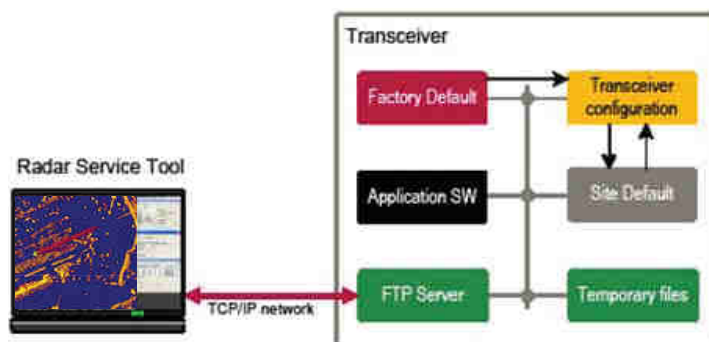 Transceiver
Factory Default
Transceiver
configuration
Radar Service Tool
Application SW
Site Default
FTP Server
Temporary files
TCP/IP network